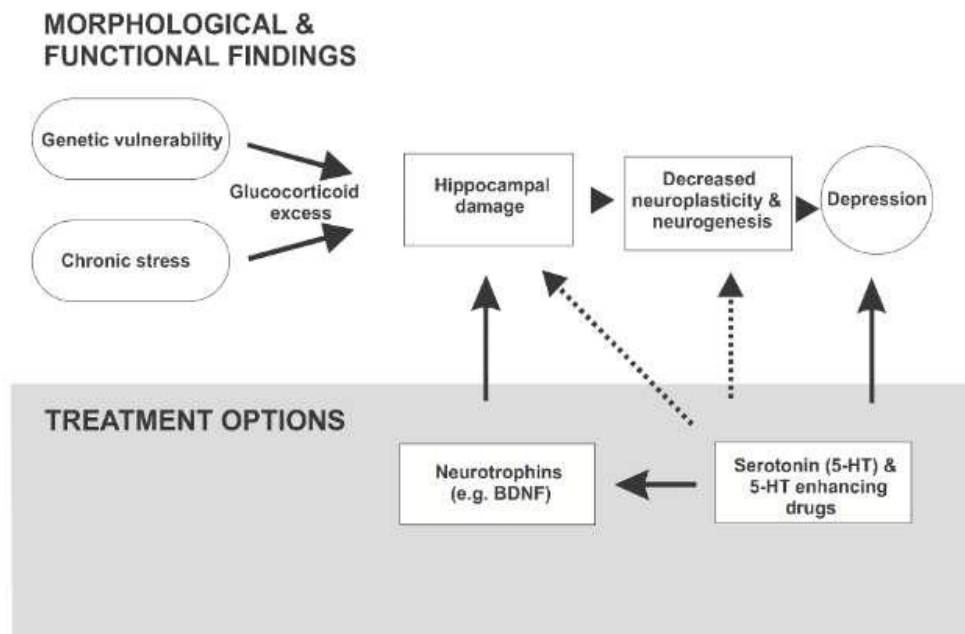 MORPHOLOGICAL &
FUNCTIONAL FINDINGS
Genetic vulnerability
Glucocorticoid
excess
Chronic stress
Hippocampal
damage
Decreased
neuroplasticity &
neurogenesis
Depression
TREATMENT OPTIONS
Neurotrophins
(e.g. BDNF)
Serotonin (5-HT) &
5-HT enhancing
drugs